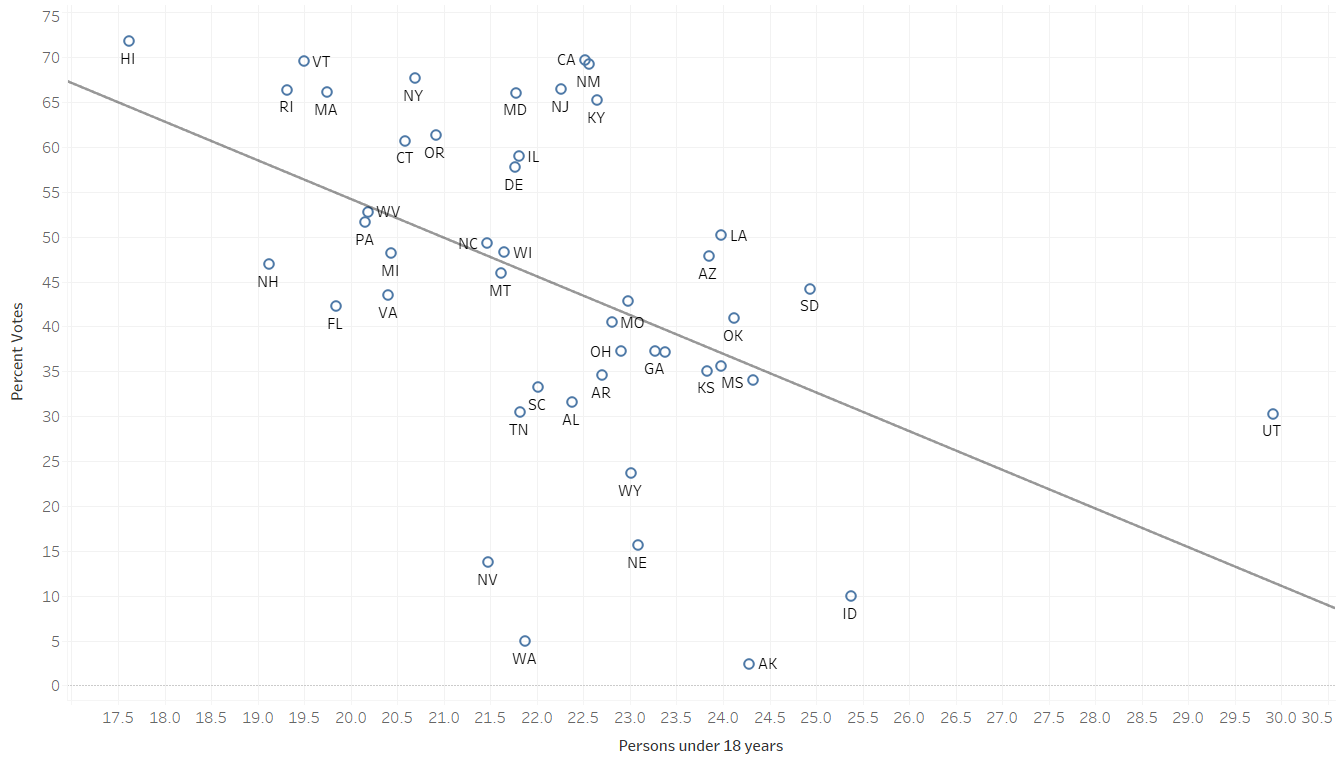 75
70
65
60
55
50
45
40
35
30
25
20
15
10
5
0
Percent Votes
HI
VT
RI
MA
NY
CT
OR
MD
NJ
CA
NM
KY
IL
DE
WV
PA
NH
MI
VA
FL
NC
WI
MT
LA
AZ
SD
MO
OK
OH
GA
KS
MS
AR
SC
AL
TN
UT
WY
NE
NV
ID
WA
AK
17.5 18.0 18.5 19.0 19.5 20.0 20.5 21.0 21.5 22.0 22.5 23.0 23.5 24.0 24.5 25.0 25.5 26.0 26.5 27.0 27.5 28.0 28.5 29.0 29.5 30.0 30.5
Persons under 18 years